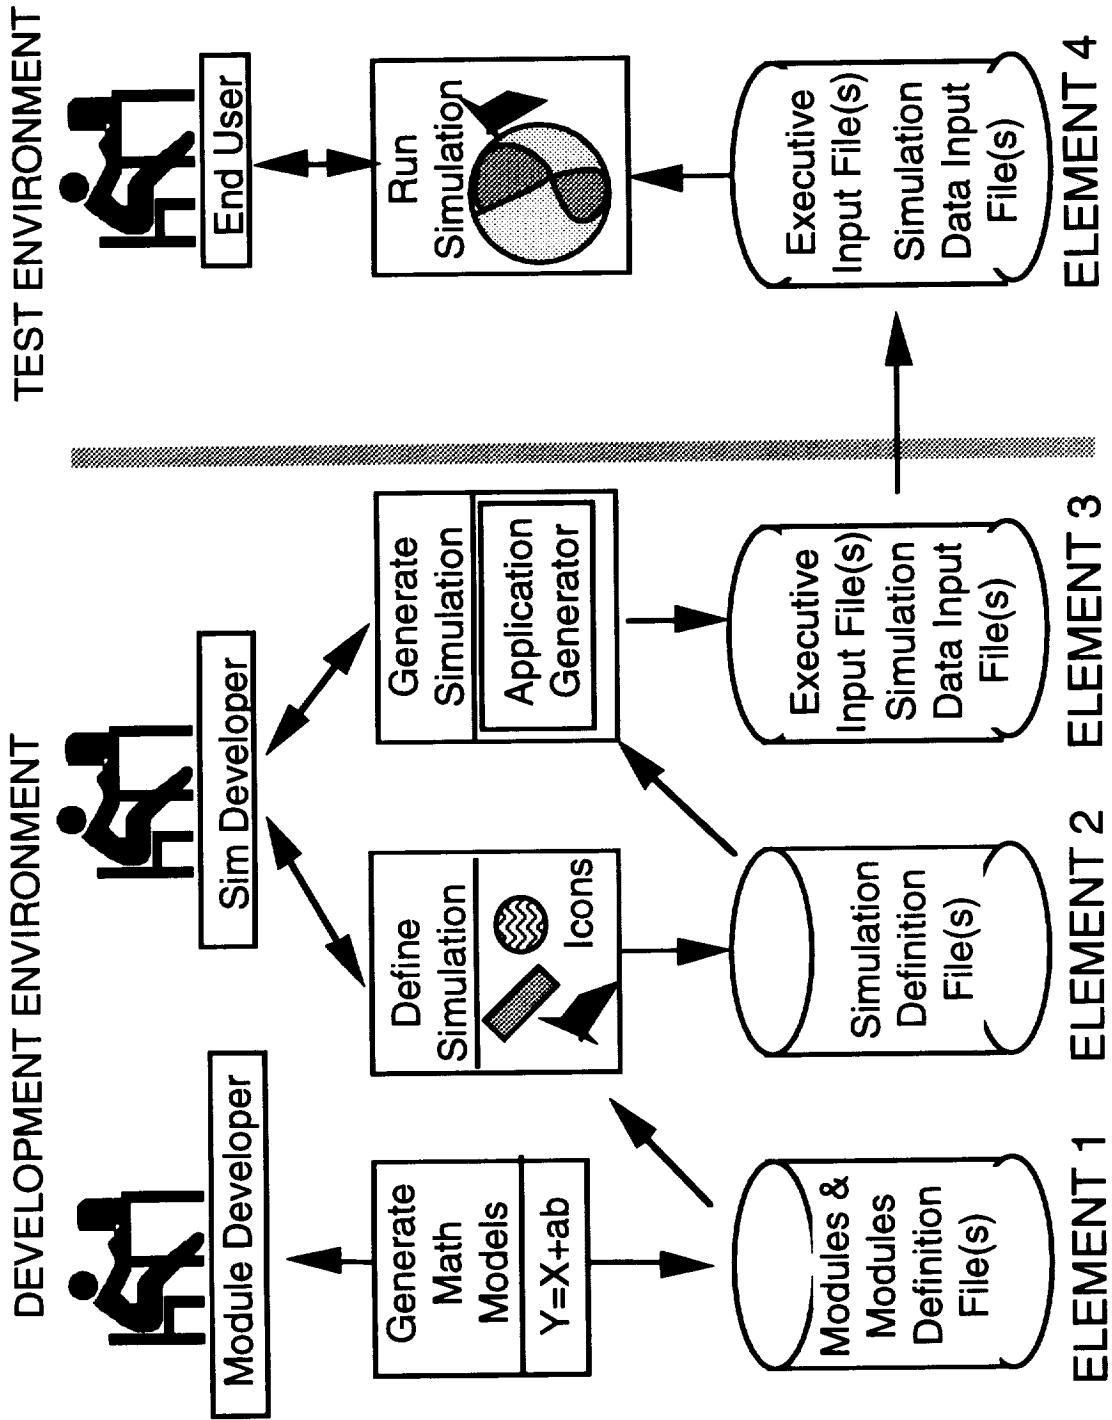 DEVELOPMENT ENVIRONMENT
TEST ENVIRONMENT
Module Developer
Sim Developer
End User
Generate
Math
Models
Y=X+ab
Define
Simulation
Icons
Generate
Simulation
Application
Generator
Run
Simulation
Modules &
Modules
Definition
File(s)
Simulation
Definition
File(s)
Executive
Input File(s)
Simulation
Data Input
File(s)
Executive
Input File(s)
Simulation
Data Input
File(s)
ELEMENT 1
ELEMENT 2
ELEMENT 3
ELEMENT 4